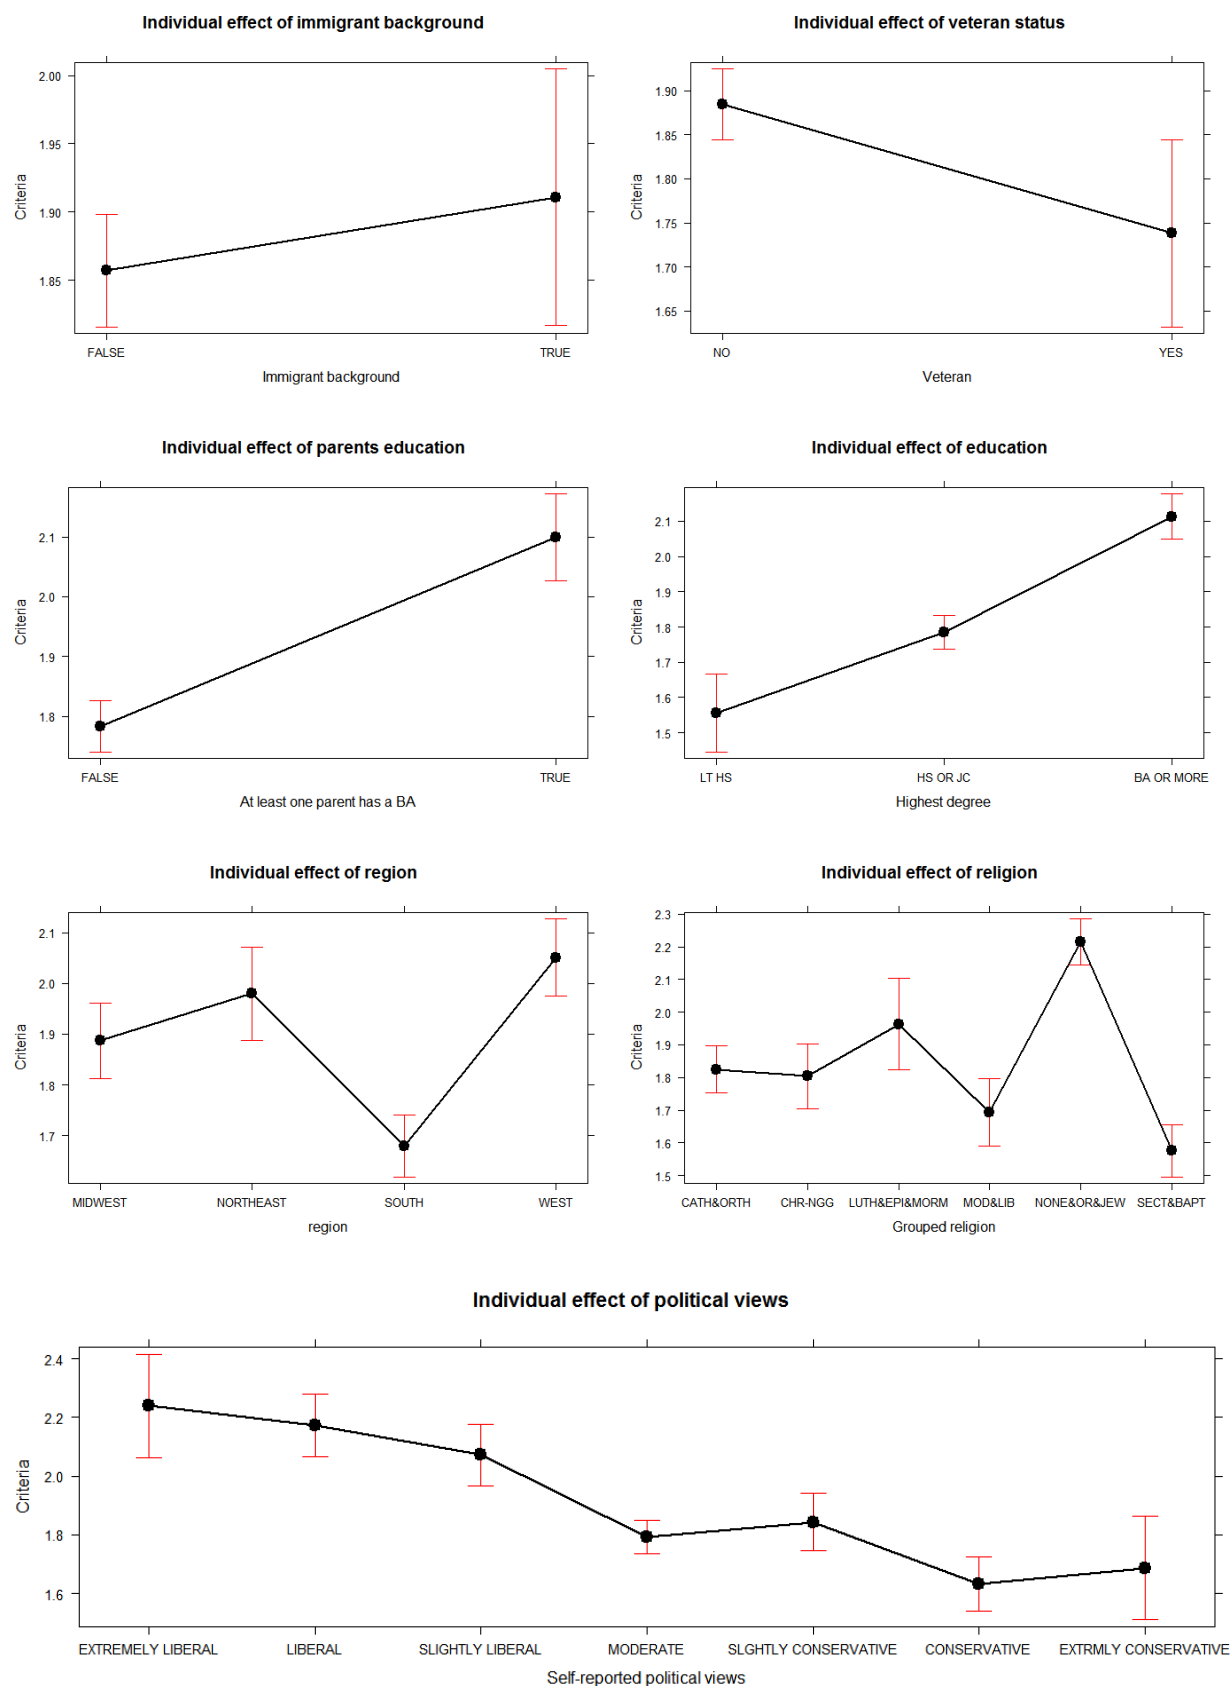 Individual effect of immigrant background
2.00
1.95
1.90
1.85
Criteria
FALSE TRUE
Immigrant background
Individual effect of veteran status
1.90
1.85
1.80
1.75
1.70
1.65
Criteria
NO YES
Veteran
Individual effect of parents education
2.1
2.0
1.9
1.8
Criteria
FALSE TRUE
At least one parent has a BA
Individual effect of education
2.1
2.0
1.9
1.8
1.7
1.6
1.5
Criteria
LT HS HS OR JC BA OR MORE
Highest degree
Individual effect of region
2.1
2.0
1.9
1.8
1.7
Criteria
MIDWEST NORTHEAST SOUTH WEST
region
Individual effect of religion
2.3
2.2
2.1
2.0
1.9
1.8
1.7
1.6
1.5
Criteria
CATH&ORTH CHR-NGG LUTH&EPI&MORM MOD&LIB NONE&OR&JEW SECT&BAPT
Grouped religion
Individual effect of political views
2.4
2.2
2.0
1.8
1.6
Criteria
EXTREMELY LIBERAL LIBERAL SLIGHTLY LIBERAL MODERATE SLGHTLY CONSERVATIVE CONSERVATIVE EXTRMLY CONSERVATIVE
Self-reported political views